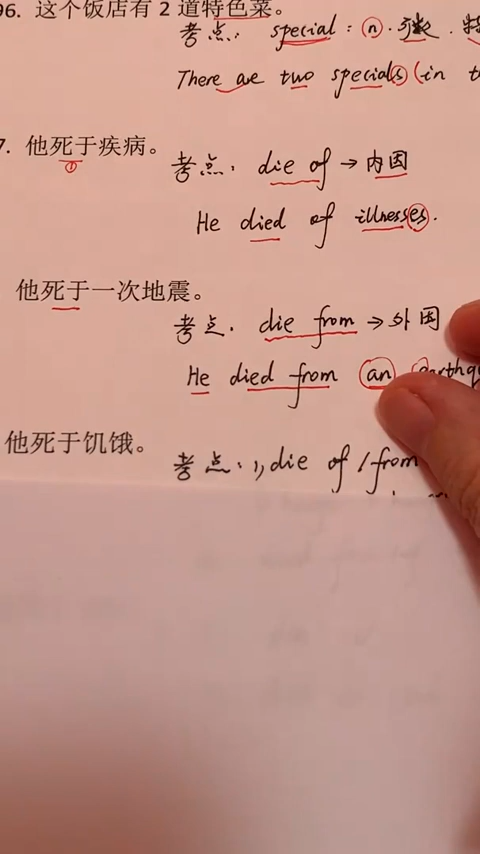 96. 这个饭店有 2 道特色菜。
考点: special: n. 可数.
There are two specials (in
7. 他死于疾病。
①
考点. die of → 内因
He died of illnesses.
他死于一次地震。
考点. die from → 外因
He died from an
他死于饥饿。
考点: 1, die of / from